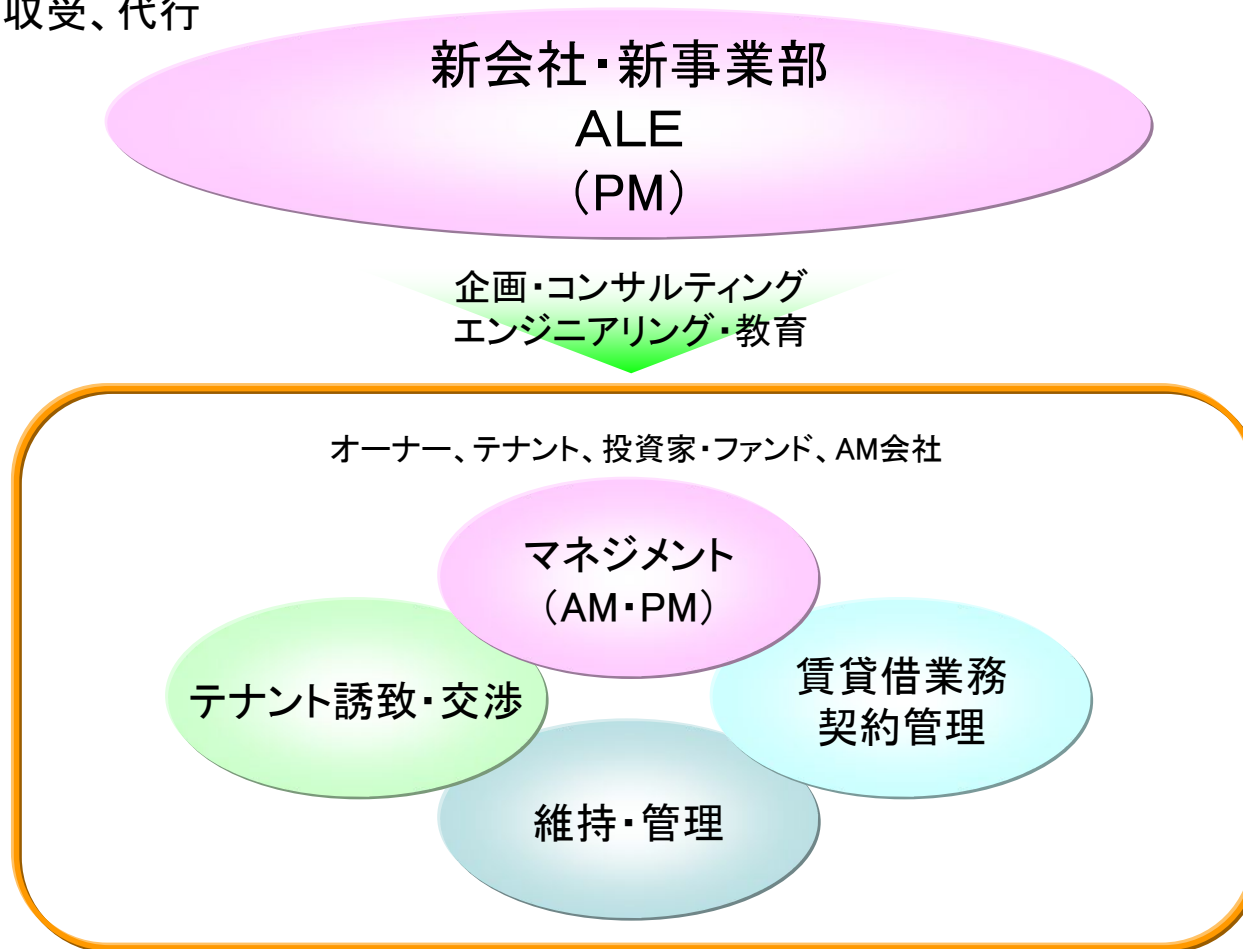 収受、代行
新会社・新事業部
ALE
（PM）
企画・コンサルティング
エンジニアリング・教育
オーナー、テナント、投資家・ファンド、AM会社
マネジメント
（AM・PM）
テナント誘致・交渉
賃貸借業務
契約管理
維持・管理